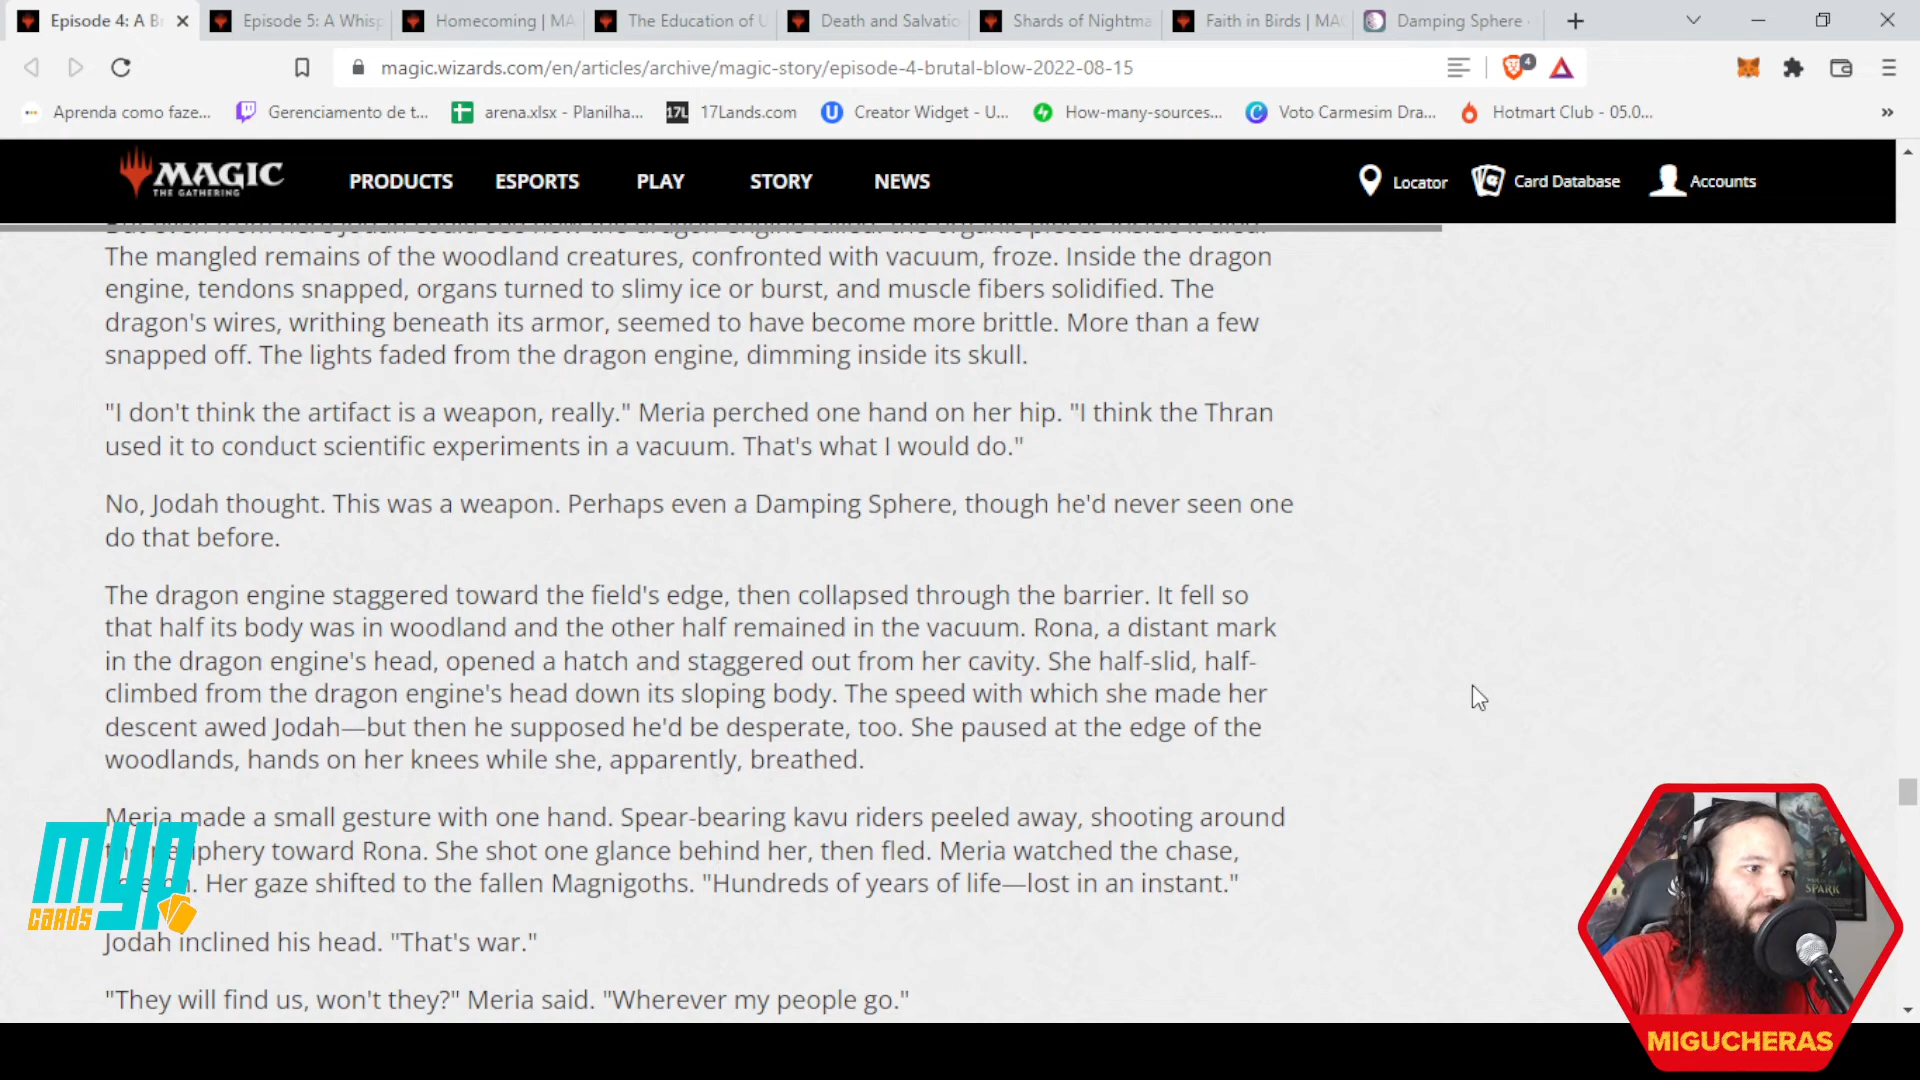 Episode 4: A B
Episode 5: A Whisp
Homecoming | MA
The Education of U
Death and Salvatio
Shards of Nightma
Faith in Birds | MA
Damping Sphere ·
magic.wizards.com/en/articles/archive/magic-story/episode-4-brutal-blow-2022-08-15
4
Aprenda como faze...
Gerenciamento de t...
arena.xlsx - Planilha...
17L 17Lands.com
Creator Widget - U...
How-many-sources...
Voto Carmesim Dra...
Hotmart Club - 05.0...
»
MAGIC
THE GATHERING
PRODUCTS
ESPORTS
PLAY
STORY
NEWS
Locator
Card Database
Accounts
The mangled remains of the woodland creatures, confronted with vacuum, froze. Inside the dragon
engine, tendons snapped, organs turned to slimy ice or burst, and muscle fibers solidified. The
dragon's wires, writhing beneath its armor, seemed to have become more brittle. More than a few
snapped off. The lights faded from the dragon engine, dimming inside its skull.
"I don't think the artifact is a weapon, really." Meria perched one hand on her hip. "I think the Thran
used it to conduct scientific experiments in a vacuum. That's what I would do."
No, Jodah thought. This was a weapon. Perhaps even a Damping Sphere, though he'd never seen one
do that before.
The dragon engine staggered toward the field's edge, then collapsed through the barrier. It fell so
that half its body was in woodland and the other half remained in the vacuum. Rona, a distant mark
in the dragon engine's head, opened a hatch and staggered out from her cavity. She half-slid, half-
climbed from the dragon engine's head down its sloping body. The speed with which she made her
descent awed Jodah—but then he supposed he'd be desperate, too. She paused at the edge of the
woodlands, hands on her knees while she, apparently, breathed.
Meria made a small gesture with one hand. Spear-bearing kavu riders peeled away, shooting around
toward Rona. She shot one glance behind her, then fled. Meria watched the chase,
Her gaze shifted to the fallen Magnigoths. "Hundreds of years of life—lost in an instant."
Jodah inclined his head. "That's war."
"They will find us, won't they?" Meria said. "Wherever my people go."
myp
cards
SPARK
MIGUCHERAS